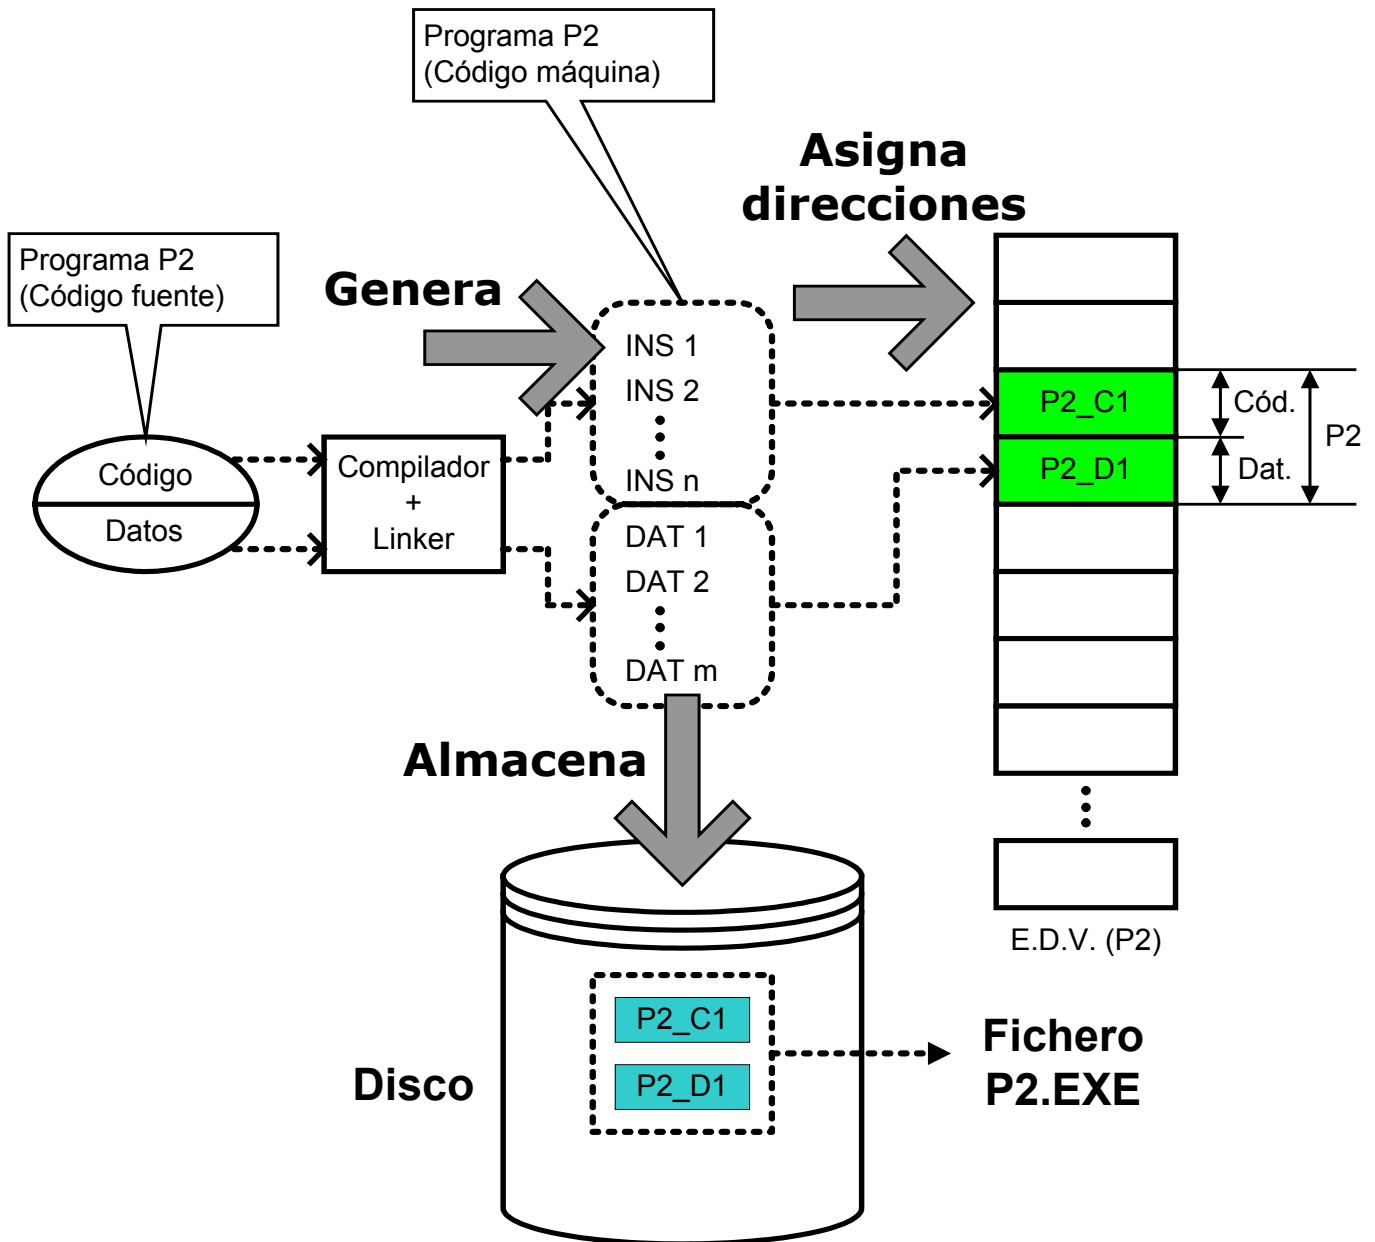 Programa P2
(Código máquina)
Asigna
direcciones
Programa P2
(Código fuente)
Genera
INS 1
INS 2
INS n
DAT 1
DAT 2
DAT m
Código
Datos
Compilador
+
Linker
P2_C1
P2_D1
Cód.
Dat.
P2
Almacena
E.D.V. (P2)
P2_C1
P2_D1
Disco
Fichero
P2.EXE